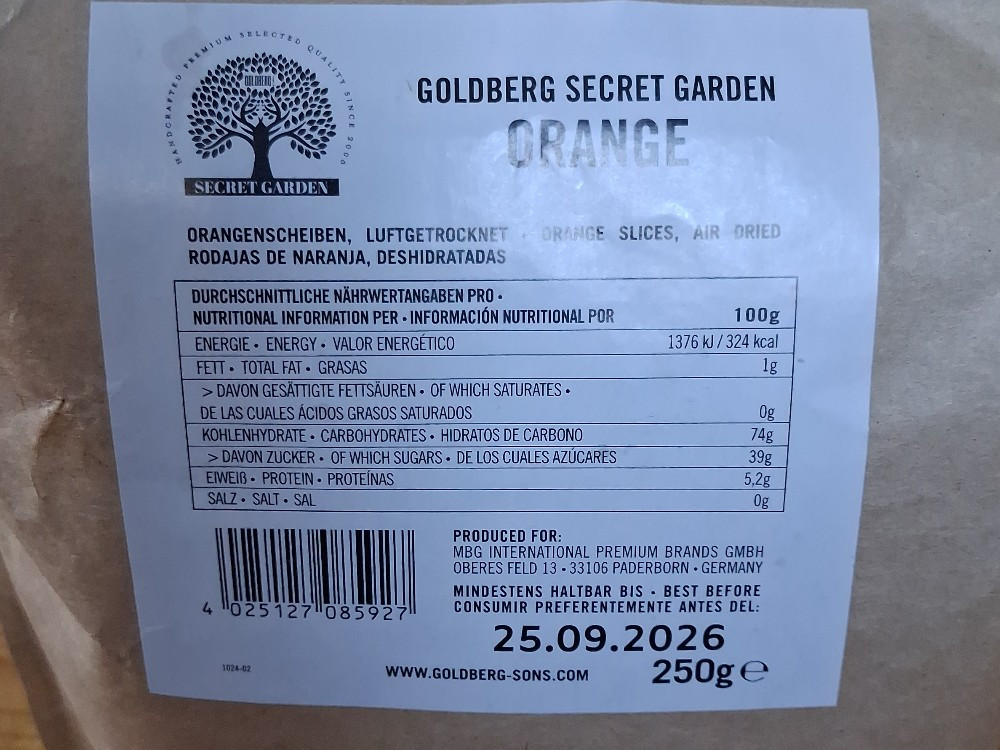 HANDCRAFTED PREMIUM SELECTED QUALITY SINCE 2000
GOLDBERG
SECRET GARDEN
GOLDBERG SECRET GARDEN
ORANGE
ORANGENSCHEIBEN, LUFTGETROCKNET • ORANGE SLICES, AIR DRIED
RODAJAS DE NARANJA, DESHIDRATADAS
DURCHSCHNITTLICHE NÄHRWERTANGABEN PRO •
NUTRITIONAL INFORMATION PER • INFORMACIÓN NUTRITIONAL POR 100g
ENERGIE • ENERGY • VALOR ENERGÉTICO 1376 kJ / 324 kcal
FETT • TOTAL FAT • GRASAS 1g
> DAVON GESÄTTIGTE FETTSÄUREN • OF WHICH SATURATES •
DE LAS CUALES ÁCIDOS GRASOS SATURADOS 0g
KOHLENHYDRATE • CARBOHYDRATES • HIDRATOS DE CARBONO 74g
> DAVON ZUCKER • OF WHICH SUGARS • DE LOS CUALES AZÚCARES 39g
EIWEIß • PROTEIN • PROTEÍNAS 5,2g
SALZ • SALT • SAL 0g
PRODUCED FOR:
MBG INTERNATIONAL PREMIUM BRANDS GMBH
OBERES FELD 13 • 33106 PADERBORN • GERMANY
MINDESTENS HALTBAR BIS • BEST BEFORE
CONSUMIR PREFERENTEMENTE ANTES DEL:
25.09.2026
4 025127 085927
1024-02
WWW.GOLDBERG-SONS.COM
250g ℮